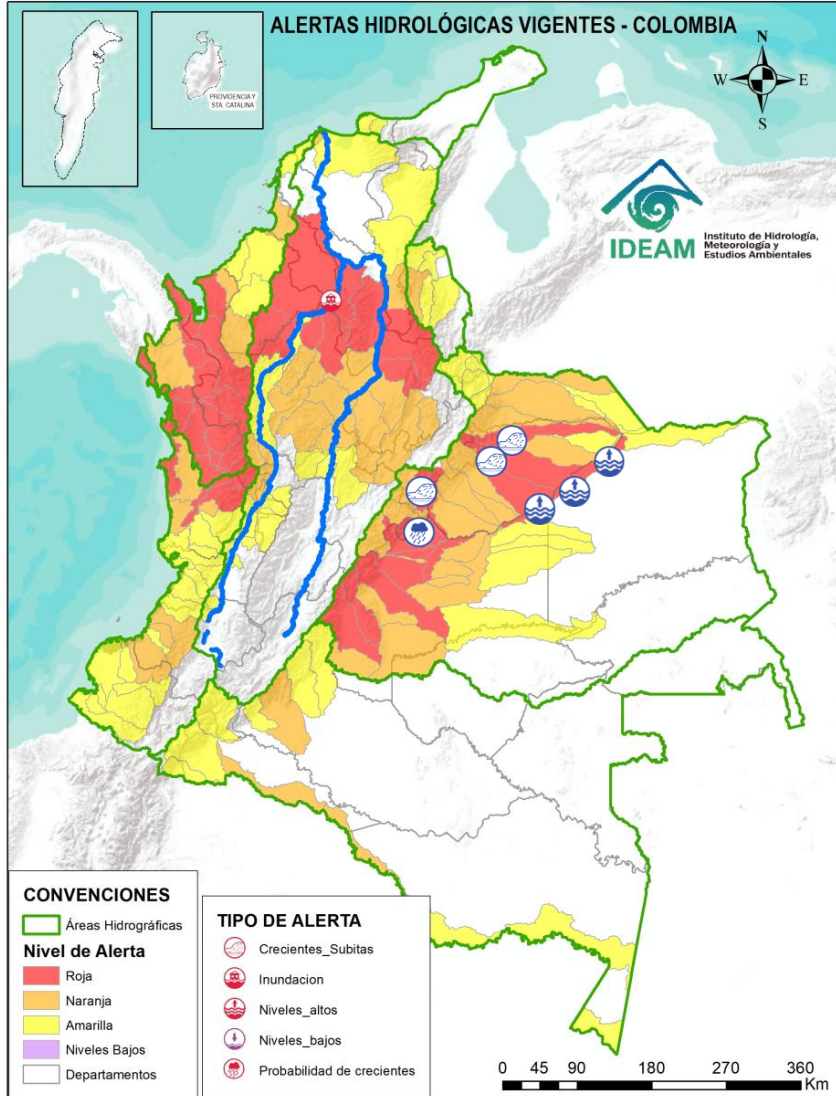 ALERTAS HIDROLÓGICAS VIGENTES - COLOMBIA
PROVIDENCIA Y
STA. CATALINA
N
W
E
S
IDEAM
Instituto de Hidrología,
Meteorología y
Estudios Ambientales
CONVENCIONES
Áreas Hidrográficas
Nivel de Alerta
Roja
Naranja
Amarilla
Niveles Bajos
Departamentos
TIPO DE ALERTA
Crecientes_Subitas
Inundacion
Niveles_altos
Niveles_bajos
Probabilidad de crecientes
0 45 90 180 270 360
Km